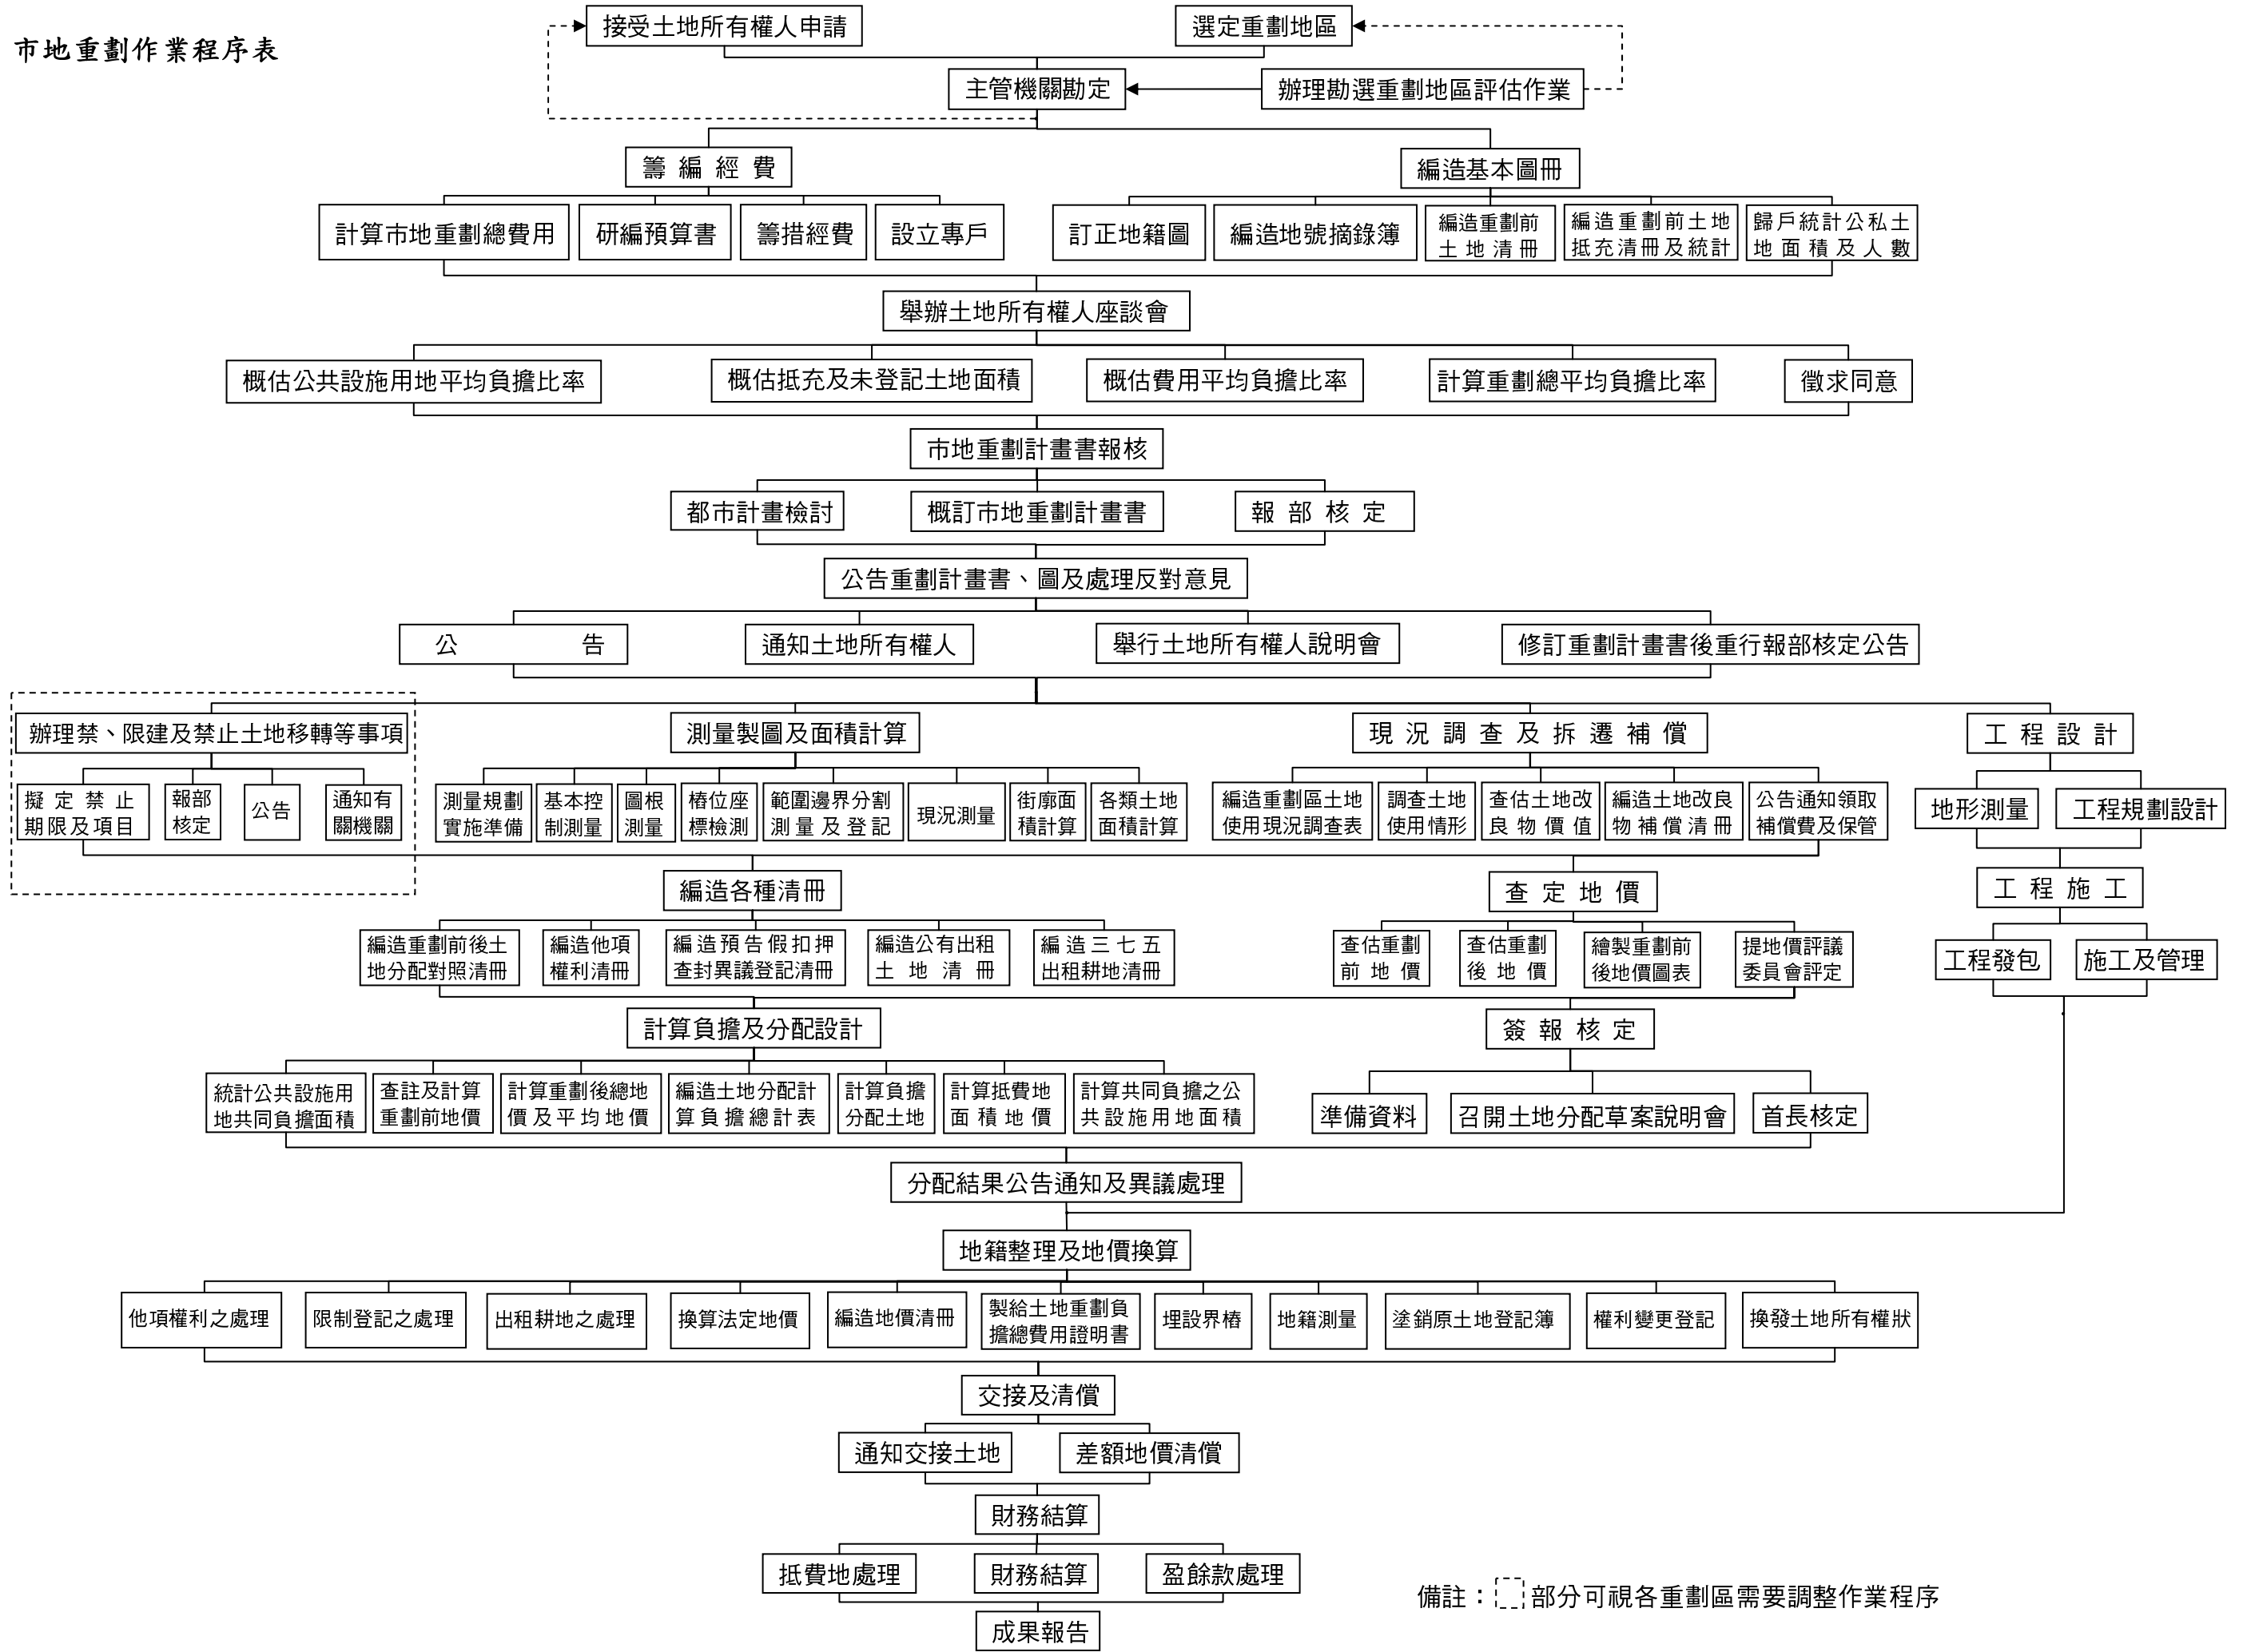 市地重劃作業程序表
接受土地所有權人申請
選定重劃地區
主管機關勘定
辦理勘選重劃地區評估作業
籌編經費
編造基本圖冊
計算市地重劃總費用
研編預算書
籌措經費
設立專戶
訂正地籍圖
編造地號摘錄簿
編造重劃前
土地清冊
編造重劃前土地
抵充清冊及統計
歸戶統計公私土
地面積及人數
舉辦土地所有權人座談會
概估公共設施用地平均負擔比率
概估抵充及未登記土地面積
概估費用平均負擔比率
計算重劃總平均負擔比率
徵求同意
市地重劃計畫書報核
都市計畫檢討
概訂市地重劃計畫書
報部核定
公告重劃計畫書、圖及處理反對意見
公告
通知土地所有權人
舉行土地所有權人說明會
修訂重劃計畫書後重行報部核定公告
辦理禁、限建及禁止土地移轉等事項
測量製圖及面積計算
現況調查及拆遷補償
工程設計
擬定禁止
期限及項目
報部
核定
公告
通知有
關機關
測量規劃
實施準備
基本控
制測量
圖根
測量
樁位座
標檢測
範圍邊界分割
測量及登記
現況測量
街廓面
積計算
各類土地
面積計算
編造重劃區土地
使用現況調查表
調查土地
使用情形
查估土地改
良物價值
編造土地改良
物補償清冊
公告通知領取
補償費及保管
地形測量
工程規劃設計
編造各種清冊
查定地價
工程施工
編造重劃前後土
地分配對照清冊
編造他項
權利清冊
編造預告假扣押
查封異議登記清冊
編造公有出租
土地清冊
編造三七五
出租耕地清冊
查估重劃
前地價
查估重劃
後地價
繪製重劃前
後地價圖表
提地價評議
委員會評定
工程發包
施工及管理
計算負擔及分配設計
簽報核定
統計公共設施用
地共同負擔面積
查註及計算
重劃前地價
計算重劃後總地
價及平均地價
編造土地分配計
算負擔總計表
計算負擔
分配土地
計算抵費地
面積地價
計算共同負擔之公
共設施用地面積
準備資料
召開土地分配草案說明會
首長核定
分配結果公告通知及異議處理
地籍整理及地價換算
他項權利之處理
限制登記之處理
出租耕地之處理
換算法定地價
編造地價清冊
製給土地重劃負
擔總費用證明書
埋設界樁
地籍測量
塗銷原土地登記簿
權利變更登記
換發土地所有權狀
交接及清償
通知交接土地
差額地價清償
財務結算
抵費地處理
財務結算
盈餘款處理
成果報告
備註：部分可視各重劃區需要調整作業程序